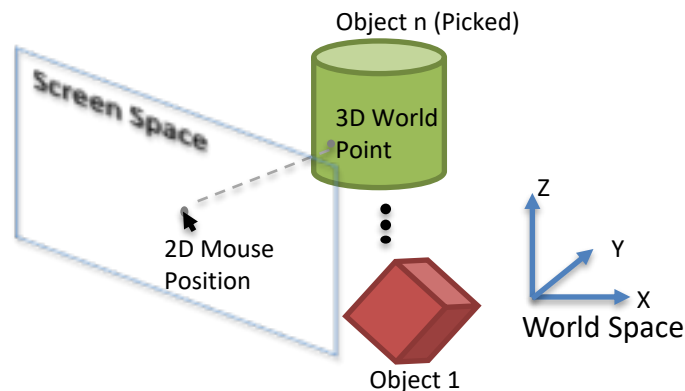 Object n (Picked)
Screen Space
3D World
Point
2D Mouse
Position
Z
Y
X
World Space
Object 1